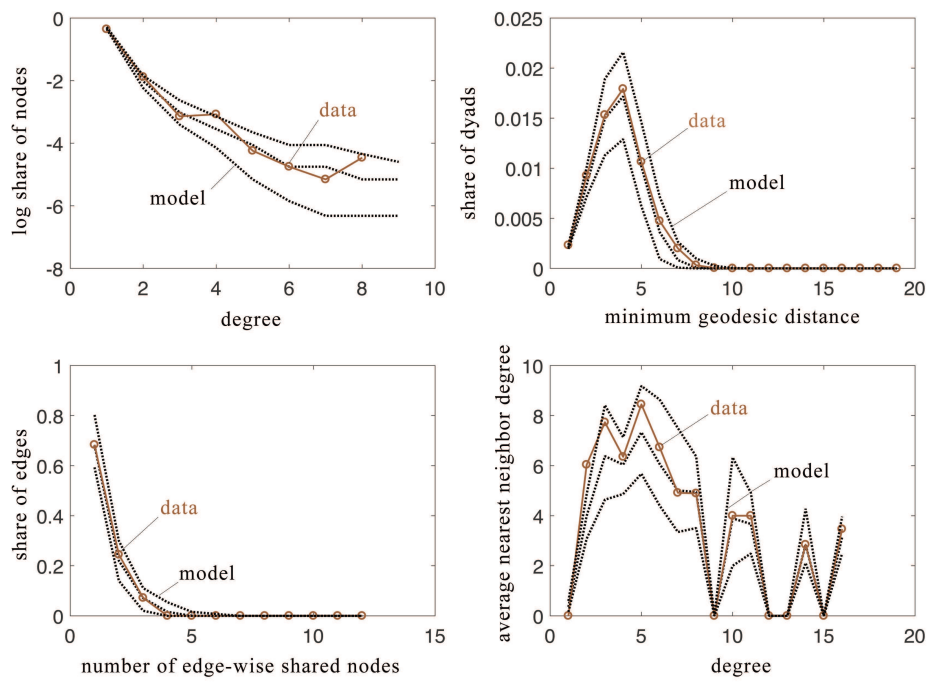 0
-2
-4
-6
-8
log share of nodes
data
model
0 2 4 6 8 10
degree
0.025
0.02
0.015
0.01
0.005
0
share of dyads
data
model
0 5 10 15 20
minimum geodesic distance
1
0.8
0.6
0.4
0.2
0
share of edges
data
model
0 5 10 15
number of edge-wise shared nodes
10
8
6
4
2
0
average nearest neighbor degree
data
model
0 5 10 15 20
degree